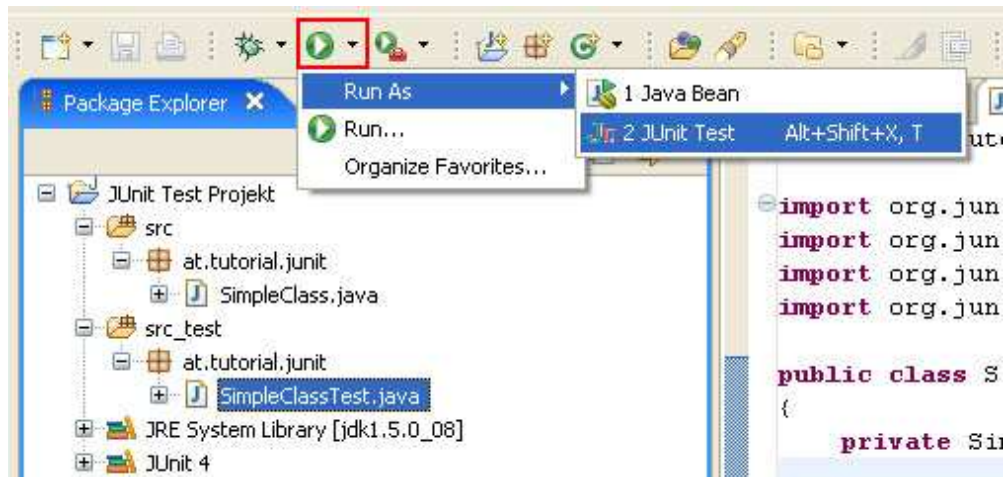 Package Explorer
Run As
Run...
Organize Favorites...
1 Java Bean
2 JUnit Test Alt+Shift+X, T
JUnit Test Projekt
src
at.tutorial.junit
SimpleClass.java
src_test
at.tutorial.junit
SimpleClassTest.java
JRE System Library [jdk1.5.0_08]
JUnit 4
import org.jun
import org.jun
import org.jun
import org.jun
public class S
{
private Sim